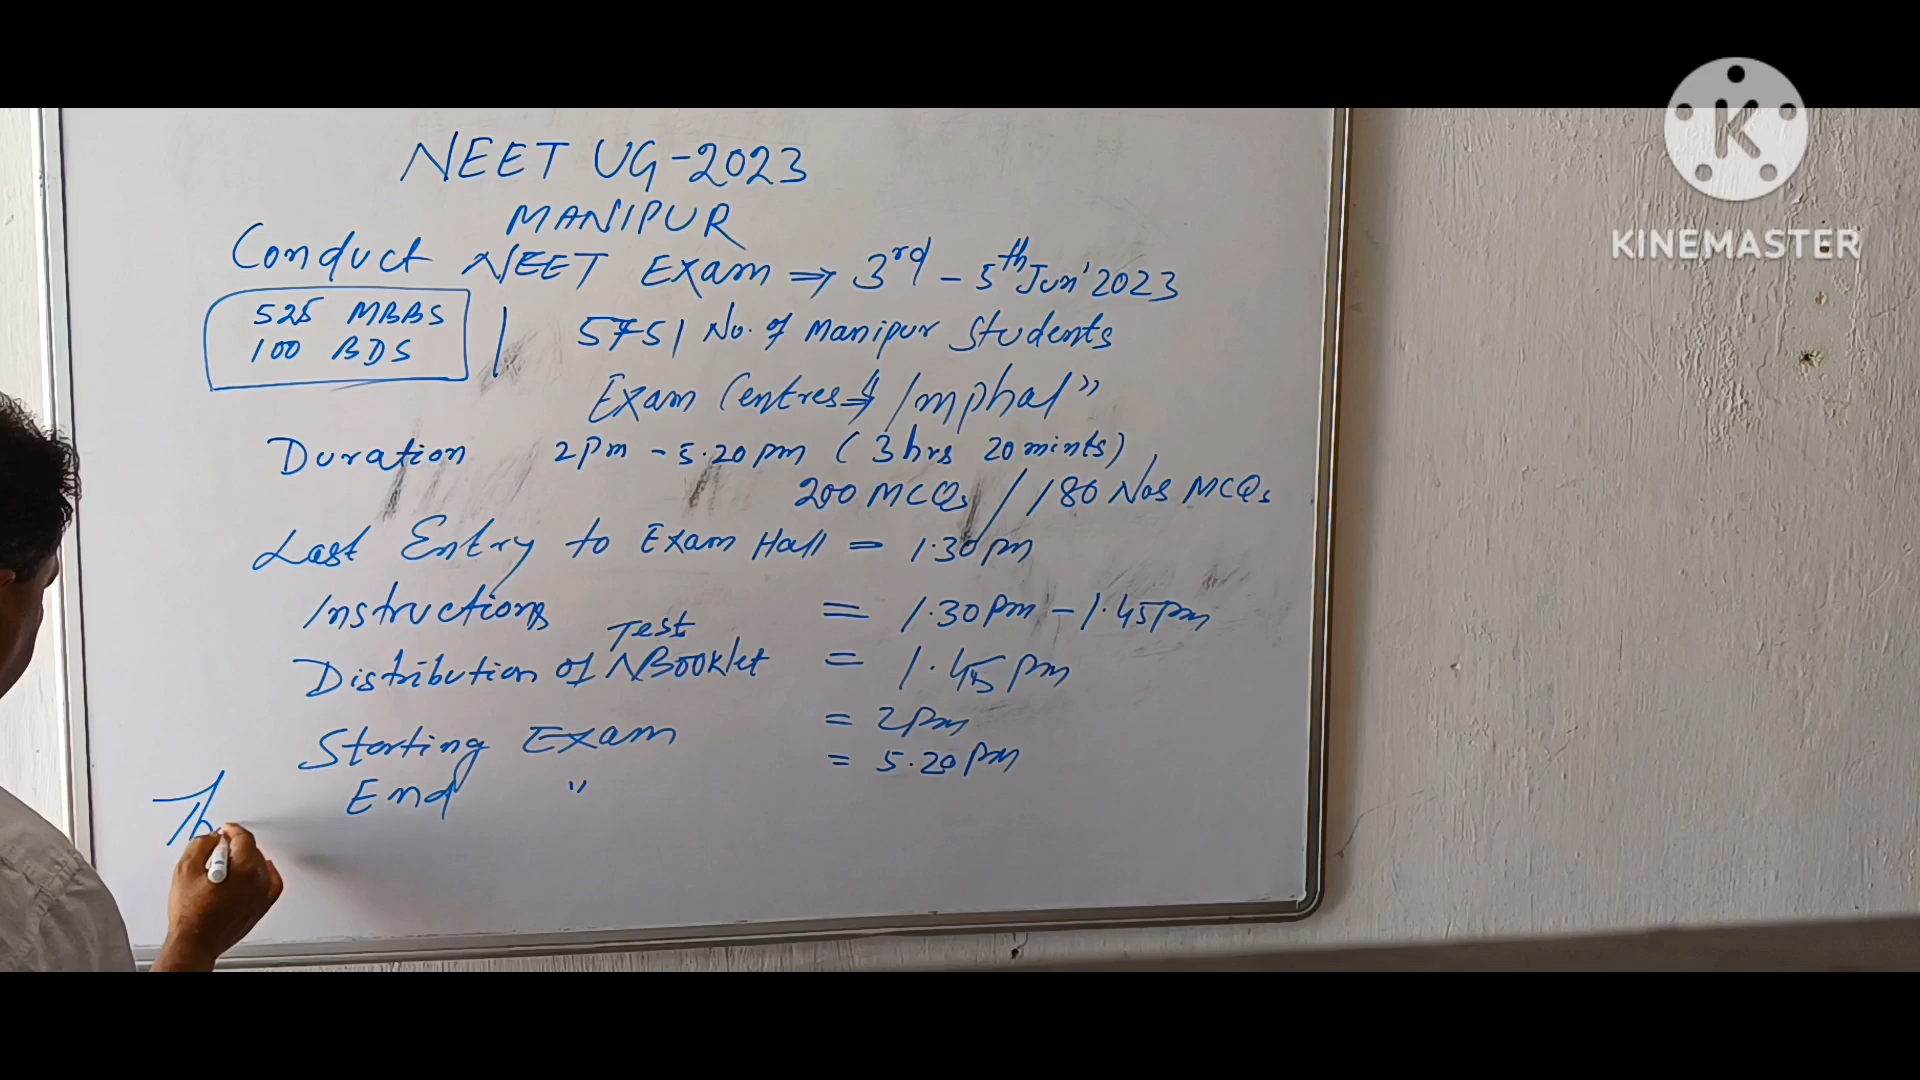 NEET UG-2023
MANIPUR
Conduct NEET Exam ⇒ 3rd - 5th Jun' 2023
525 MBBS
100 BDS
5751 No. of Manipur Students
Exam Centres ⇒ "Imphal"
Duration 2pm - 5.20pm (3hrs 20mints)
200 MCQs / 180 Nos MCQs
Last Entry to Exam Hall = 1.30pm
Instructions = 1.30pm - 1.45pm
Distribution of Test Booklet = 1.45pm
Starting Exam = 2pm
End " = 5.20pm
Th
K
KINEMASTER